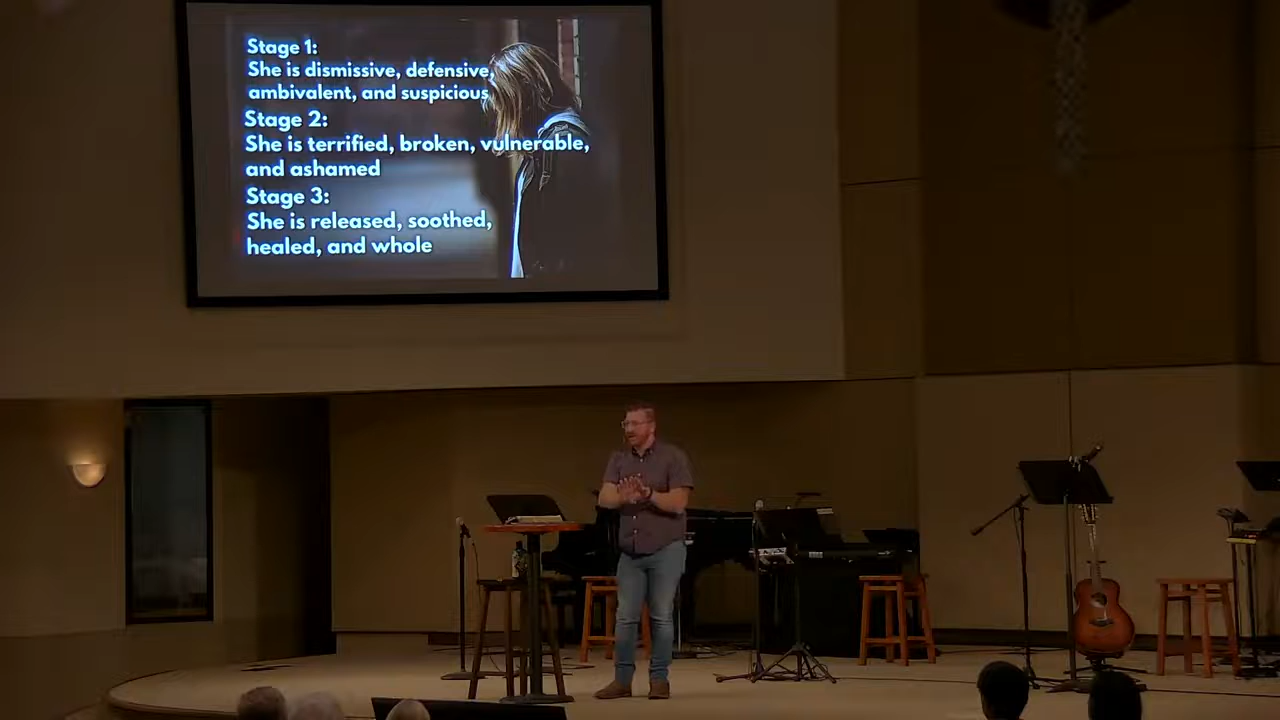 Stage 1:
She is dismissive, defensive,
ambivalent, and suspicious
Stage 2:
She is terrified, broken, vulnerable,
and ashamed
Stage 3:
She is released, soothed,
healed, and whole